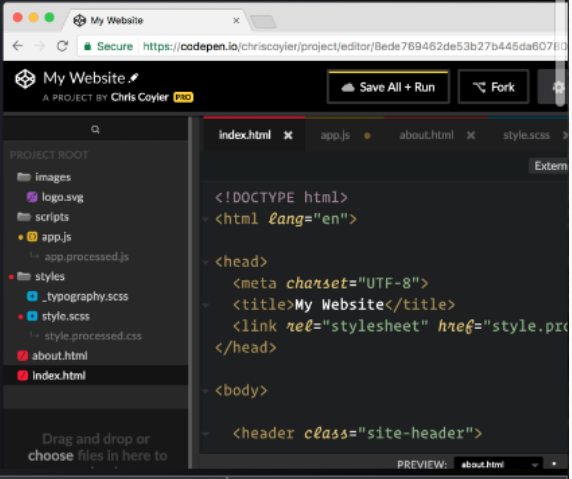 My Website
Secure https://codepen.io/chriscoyier/project/editor/8ede769462de53b27b445da60780
My Website
A PROJECT BY Chris Coyier PRO
Save All + Run
Fork
index.html
app.js
about.html
style.scss
PROJECT ROOT
Extern
images
logo.svg
scripts
app.js
app.processed.js
styles
_typography.scss
style.scss
style.processed.css
about.html
index.html
Drag and drop or
choose files in here to
<!DOCTYPE html>
<html lang="en">
<head>
<meta charset="UTF-8">
<title>My Website</title>
<link rel="stylesheet" href="style.pro
</head>
<body>
<header class="site-header">
PREVIEW: about.html